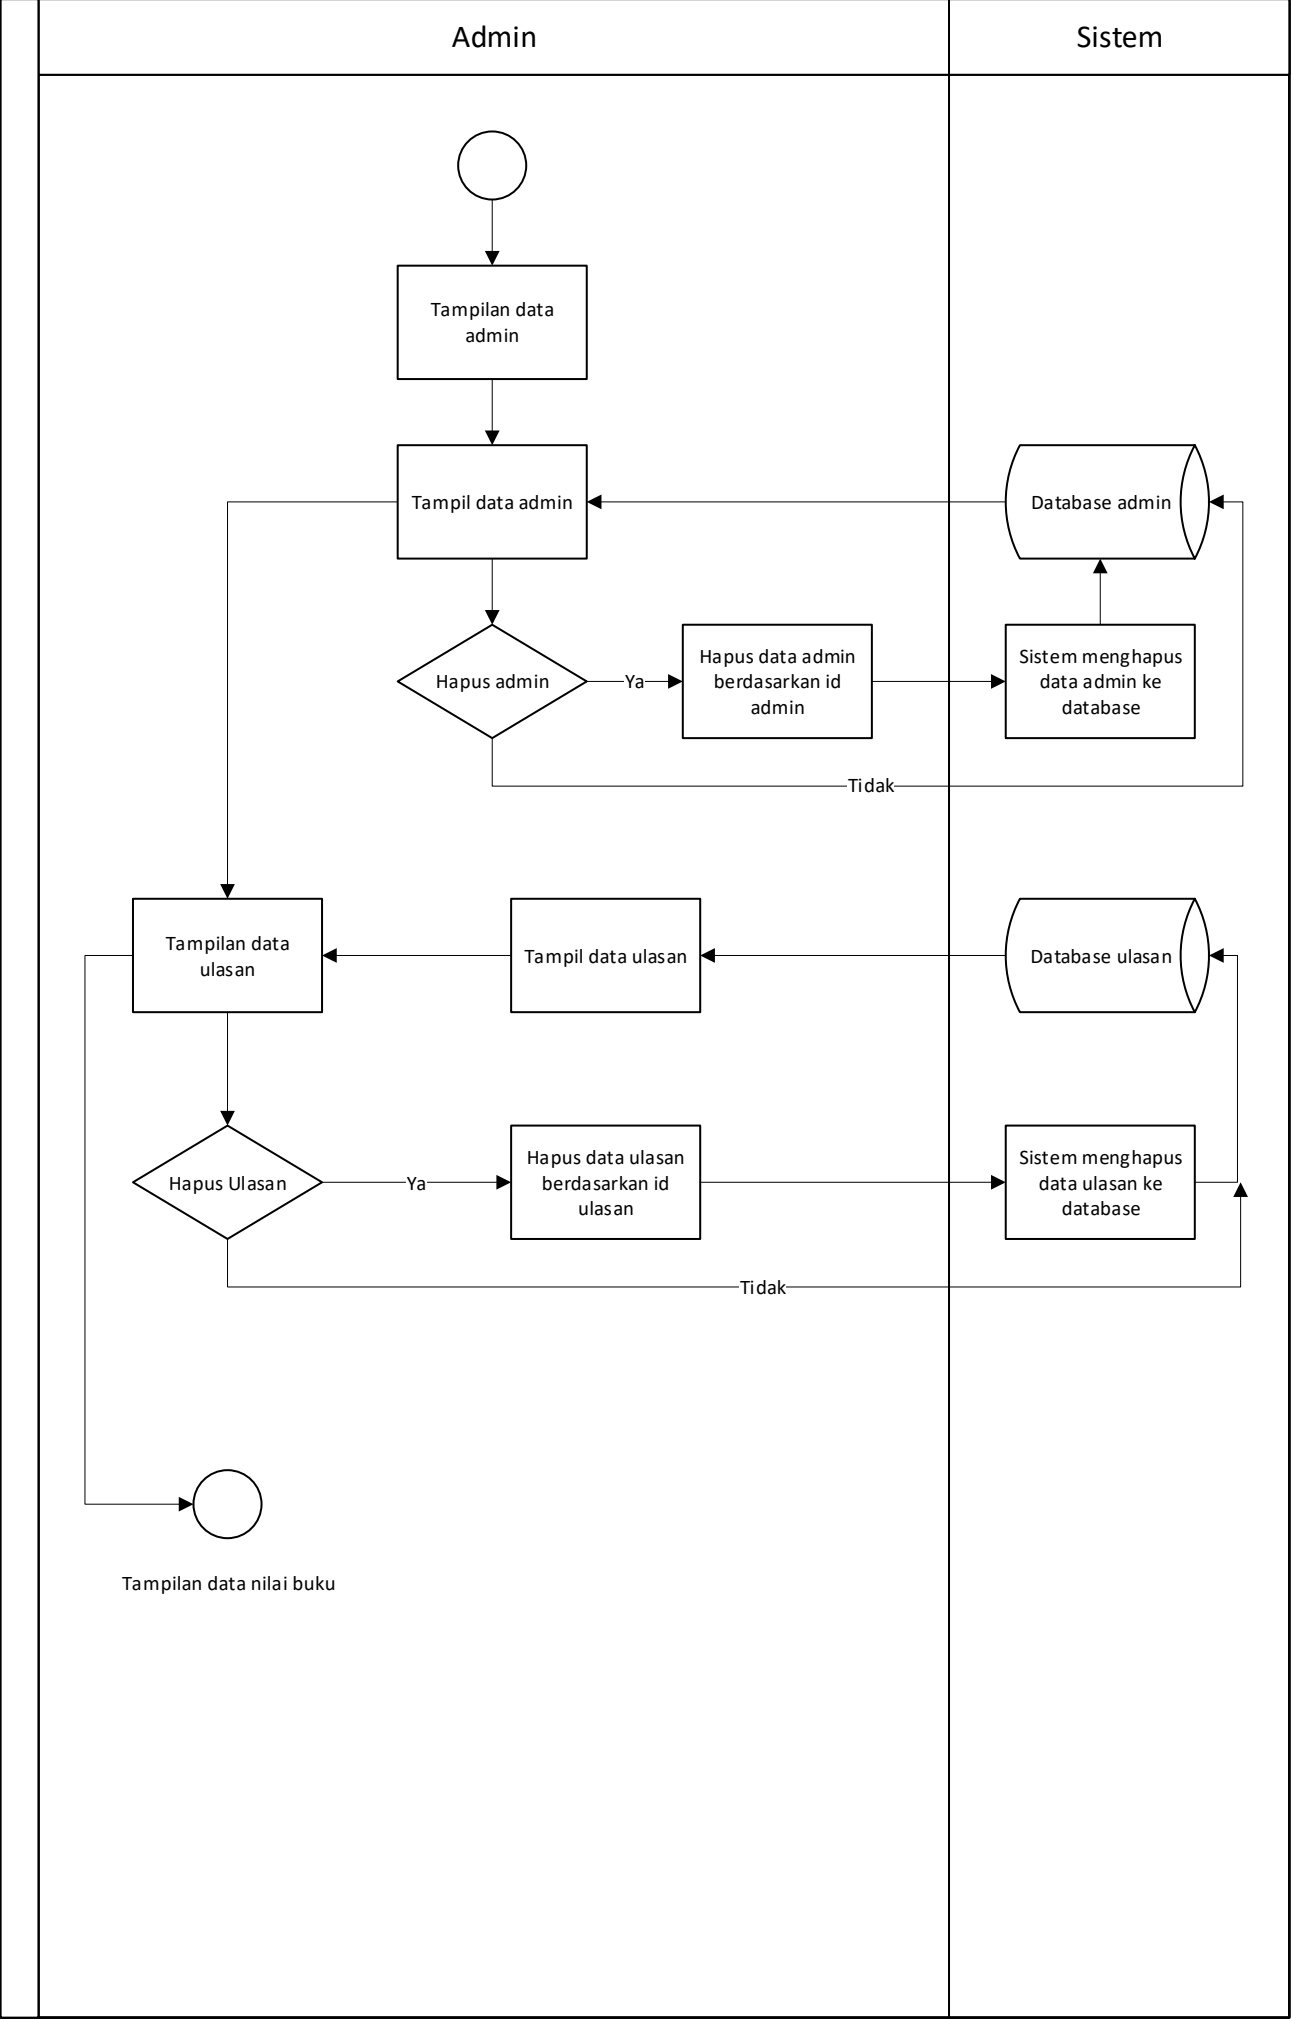 Admin
Sistem
Tampilan data
admin
Tampil data admin
Database admin
Hapus admin
Ya
Hapus data admin
berdasarkan id
admin
Sistem menghapus
data admin ke
database
Tidak
Tampilan data
ulasan
Tampil data ulasan
Database ulasan
Hapus Ulasan
Ya
Hapus data ulasan
berdasarkan id
ulasan
Sistem menghapus
data ulasan ke
database
Tidak
Tampilan data nilai buku